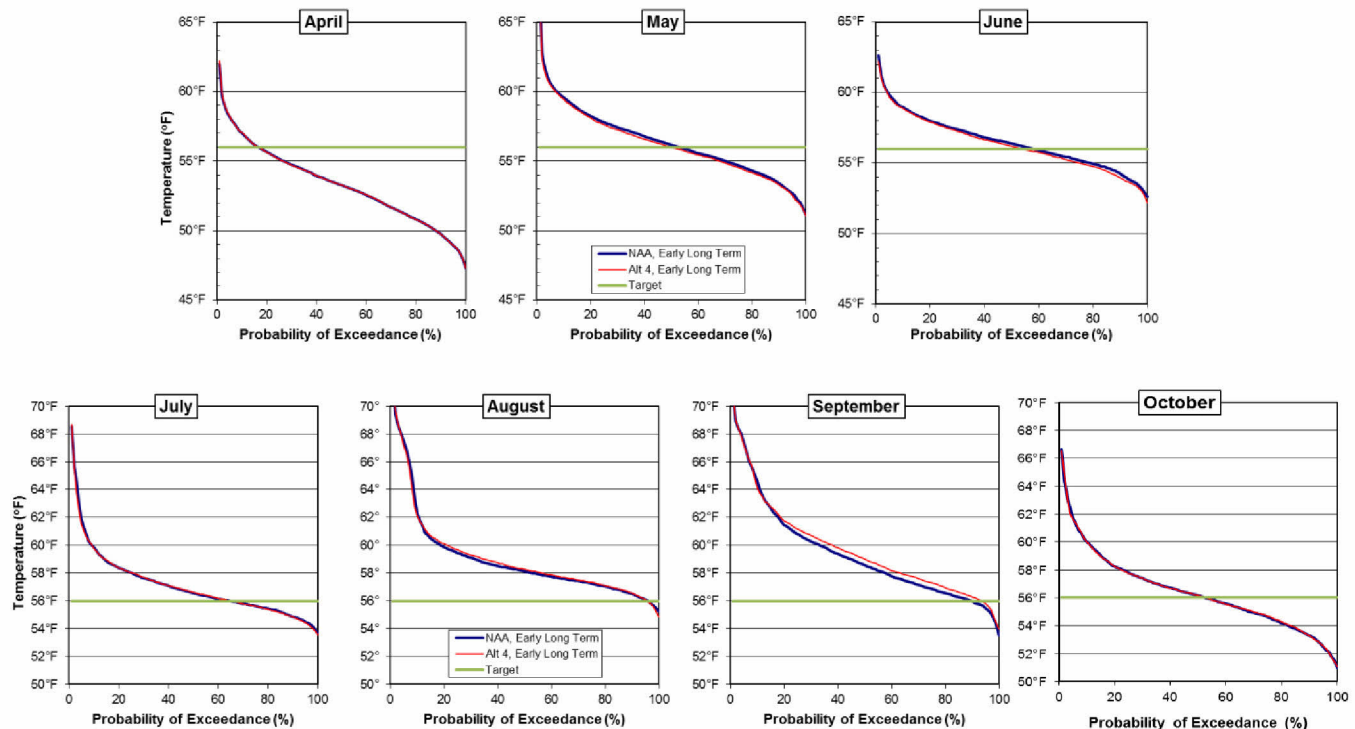 April
65°F
60°F
55°F
50°F
45°F
Temperature (°F)
0 20 40 60 80 100
Probability of Exceedance (%)
May
65°F
60°F
55°F
50°F
45°F
NAA, Early Long Term
Alt 4, Early Long Term
Target
0 20 40 60 80 100
Probability of Exceedance (%)
June
65°F
60°F
55°F
50°F
45°F
0 20 40 60 80 100
Probability of Exceedance (%)
July
70°F
68°F
66°F
64°F
62°F
60°F
58°F
56°F
54°F
52°F
50°F
Temperature (°F)
0 20 40 60 80 100
Probability of Exceedance (%)
August
70°
68°
66°
64°
62°
60°
58°
56°
54°
52°
50°
NAA, Early Long Term
Alt 4, Early Long Term
Target
0 20 40 60 80 100
Probability of Exceedance (%)
September
70°F
68°F
66°F
64°F
62°F
60°F
58°F
56°F
54°F
52°F
50°F
0 20 40 60 80 100
Probability of Exceedance (%)
October
70°F
68°F
66°F
64°F
62°F
60°F
58°F
56°F
54°F
52°F
50°F
0 20 40 60 80 100
Probability of Exceedance (%)